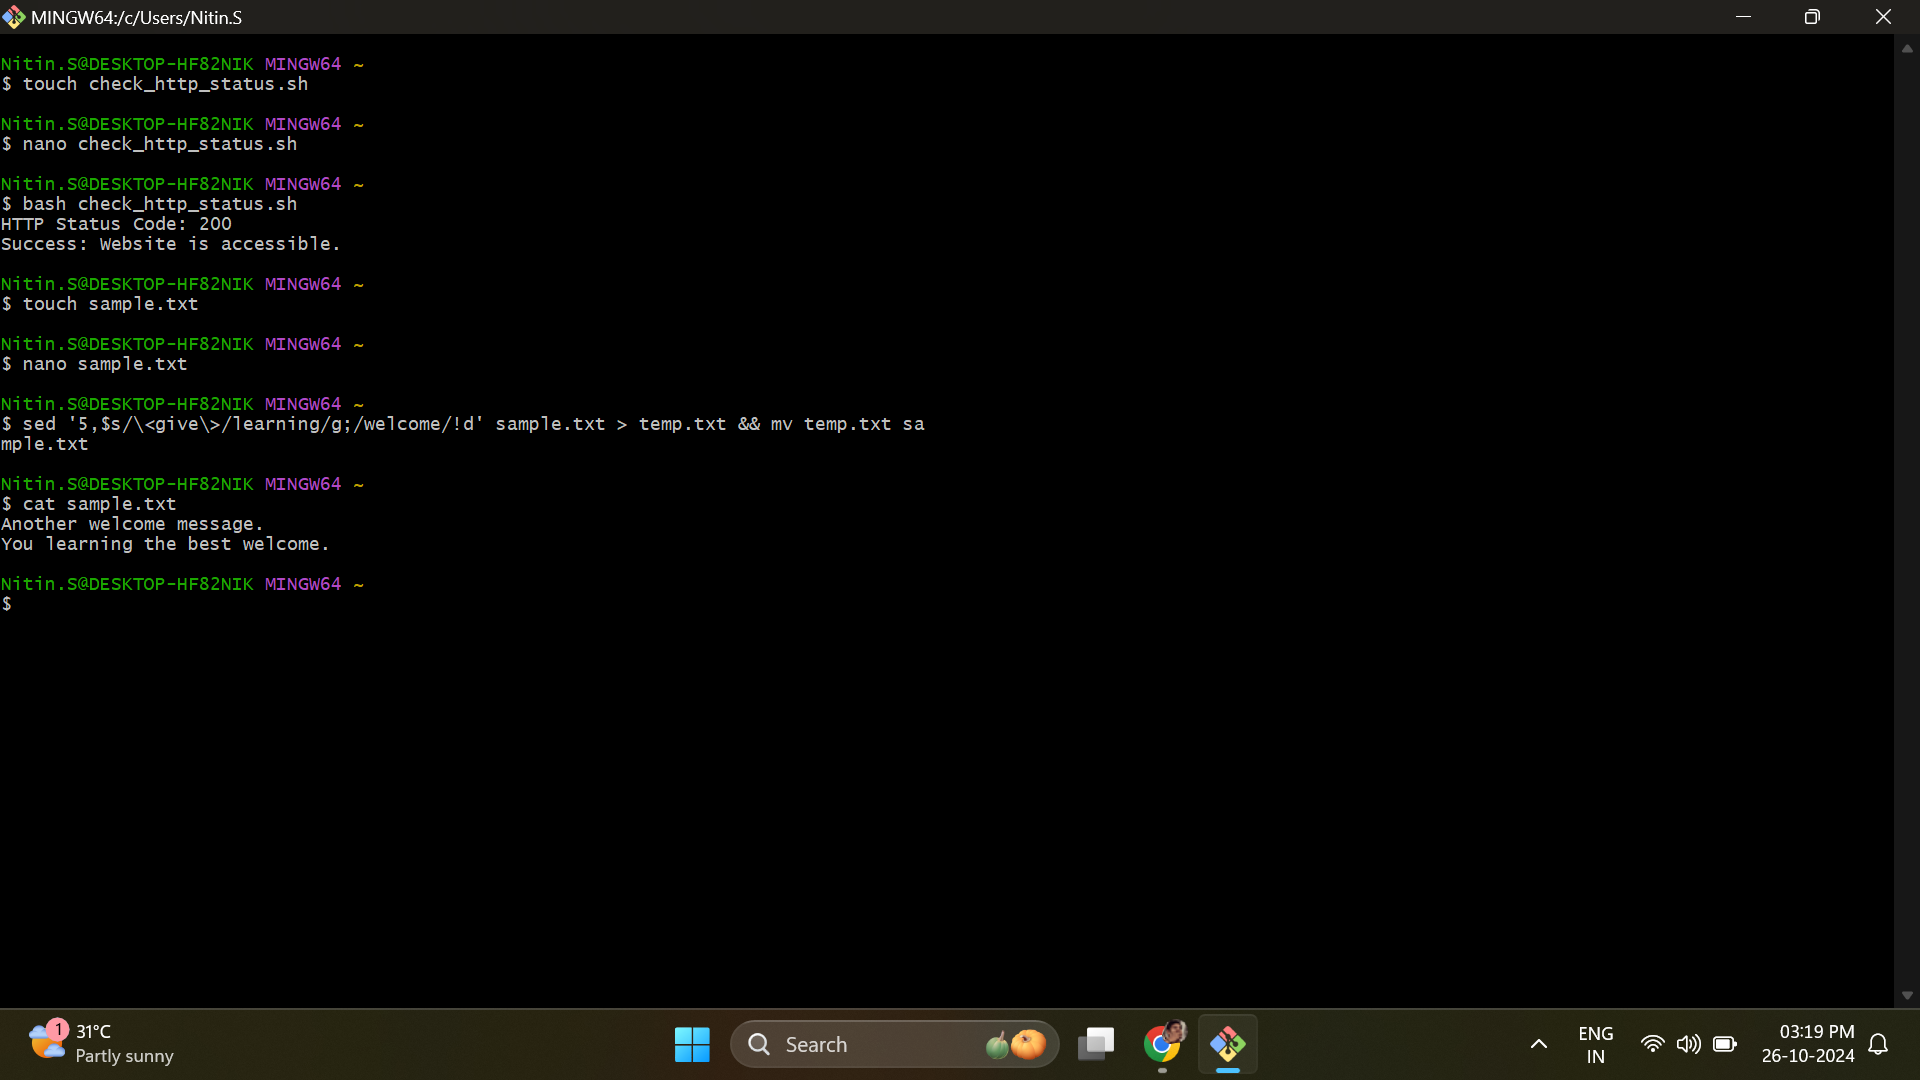 MINGW64:/c/Users/Nitin.S
Nitin.S@DESKTOP-HF82NIK MINGW64 ~
$ touch check_http_status.sh
Nitin.S@DESKTOP-HF82NIK MINGW64 ~
$ nano check_http_status.sh
Nitin.S@DESKTOP-HF82NIK MINGW64 ~
$ bash check_http_status.sh
HTTP Status Code: 200
Success: Website is accessible.
Nitin.S@DESKTOP-HF82NIK MINGW64 ~
$ touch sample.txt
Nitin.S@DESKTOP-HF82NIK MINGW64 ~
$ nano sample.txt
Nitin.S@DESKTOP-HF82NIK MINGW64 ~
$ sed '5,$s/\<give\>/learning/g;/welcome/!d' sample.txt > temp.txt && mv temp.txt sa
mple.txt
Nitin.S@DESKTOP-HF82NIK MINGW64 ~
$ cat sample.txt
Another welcome message.
You learning the best welcome.
Nitin.S@DESKTOP-HF82NIK MINGW64 ~
$
1
31°C
Partly sunny
Search
ENG
IN
03:19 PM
26-10-2024